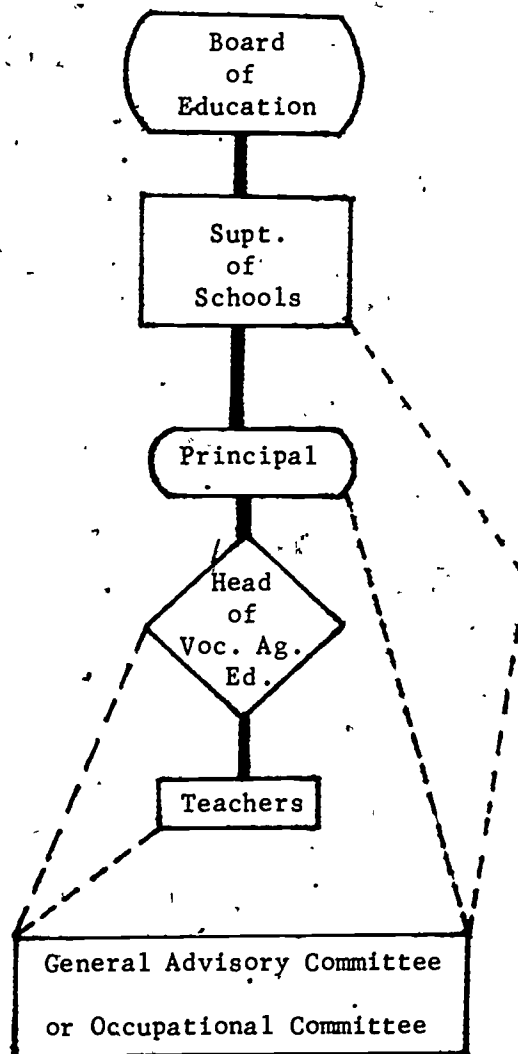 Board
of
Education
Supt.
of
Schools
Principal
Head
of
Voc. Ag.
Ed.
Teachers
General Advisory Committee
or Occupational Committee